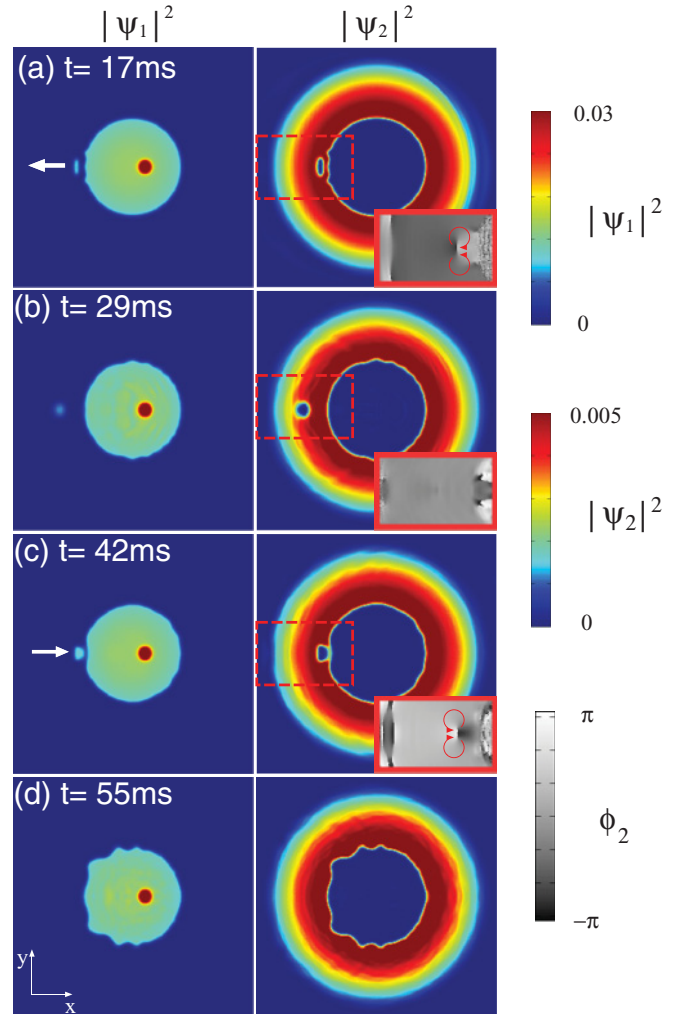 |ψ₁|² |ψ₂|²
(a) t= 17ms
0.03
|ψ₁|²
0
(b) t= 29ms
0.005
|ψ₂|²
0
(c) t= 42ms
π
ϕ₂
−π
(d) t= 55ms
y
x